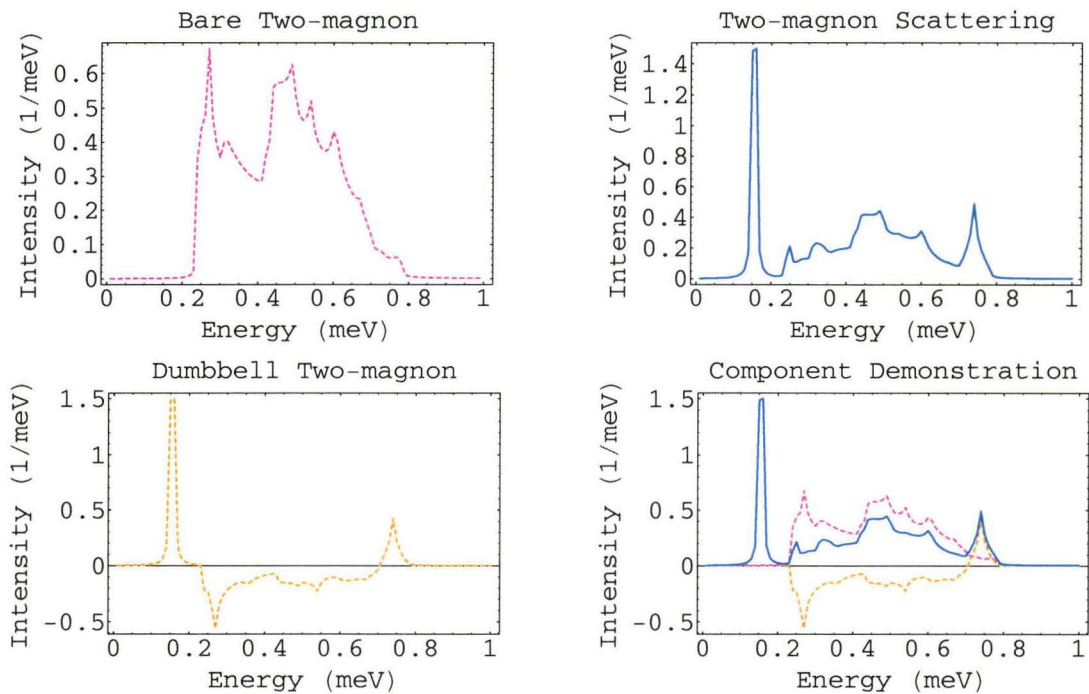 Bare Two-magnon
Intensity (1/meV)
0.6
0.5
0.4
0.3
0.2
0.1
0
0 0.2 0.4 0.6 0.8 1
Energy (meV)
Two-magnon Scattering
Intensity (1/meV)
1.4
1.2
1
0.8
0.6
0.4
0.2
0
0 0.2 0.4 0.6 0.8 1
Energy (meV)
Dumbbell Two-magnon
Intensity (1/meV)
1.5
1
0.5
0
-0.5
0 0.2 0.4 0.6 0.8 1
Energy (meV)
Component Demonstration
Intensity (1/meV)
1.5
1
0.5
0
-0.5
0 0.2 0.4 0.6 0.8 1
Energy (meV)